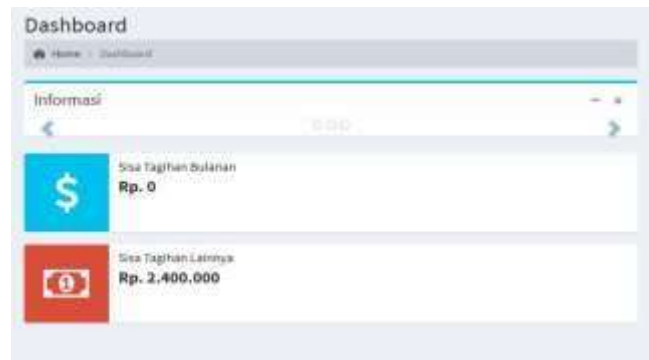 Dashboard
Home > Dashboard
Informasi
Sisa Tagihan Bulanan
Rp. 0
Sisa Tagihan Lainnya
Rp. 2.400.000